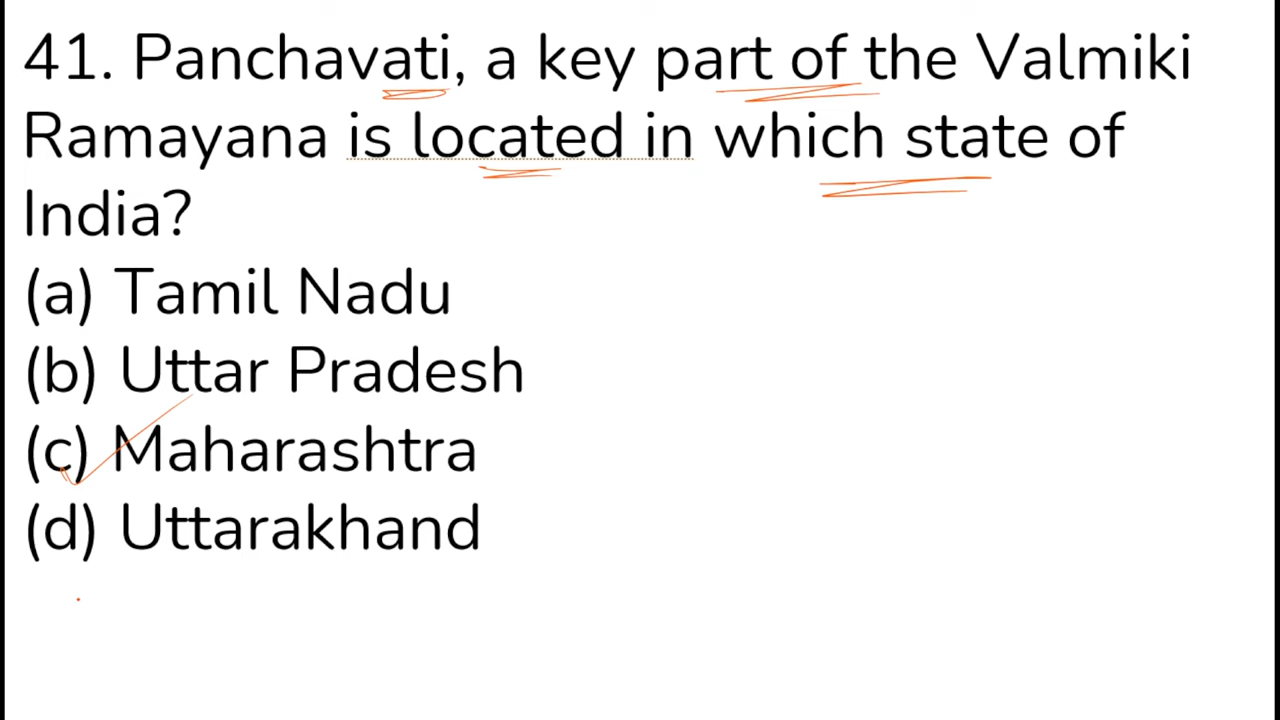 41. Panchavati, a key part of the Valmiki
Ramayana is located in which state of
India?
(a) Tamil Nadu
(b) Uttar Pradesh
(c) Maharashtra
(d) Uttarakhand